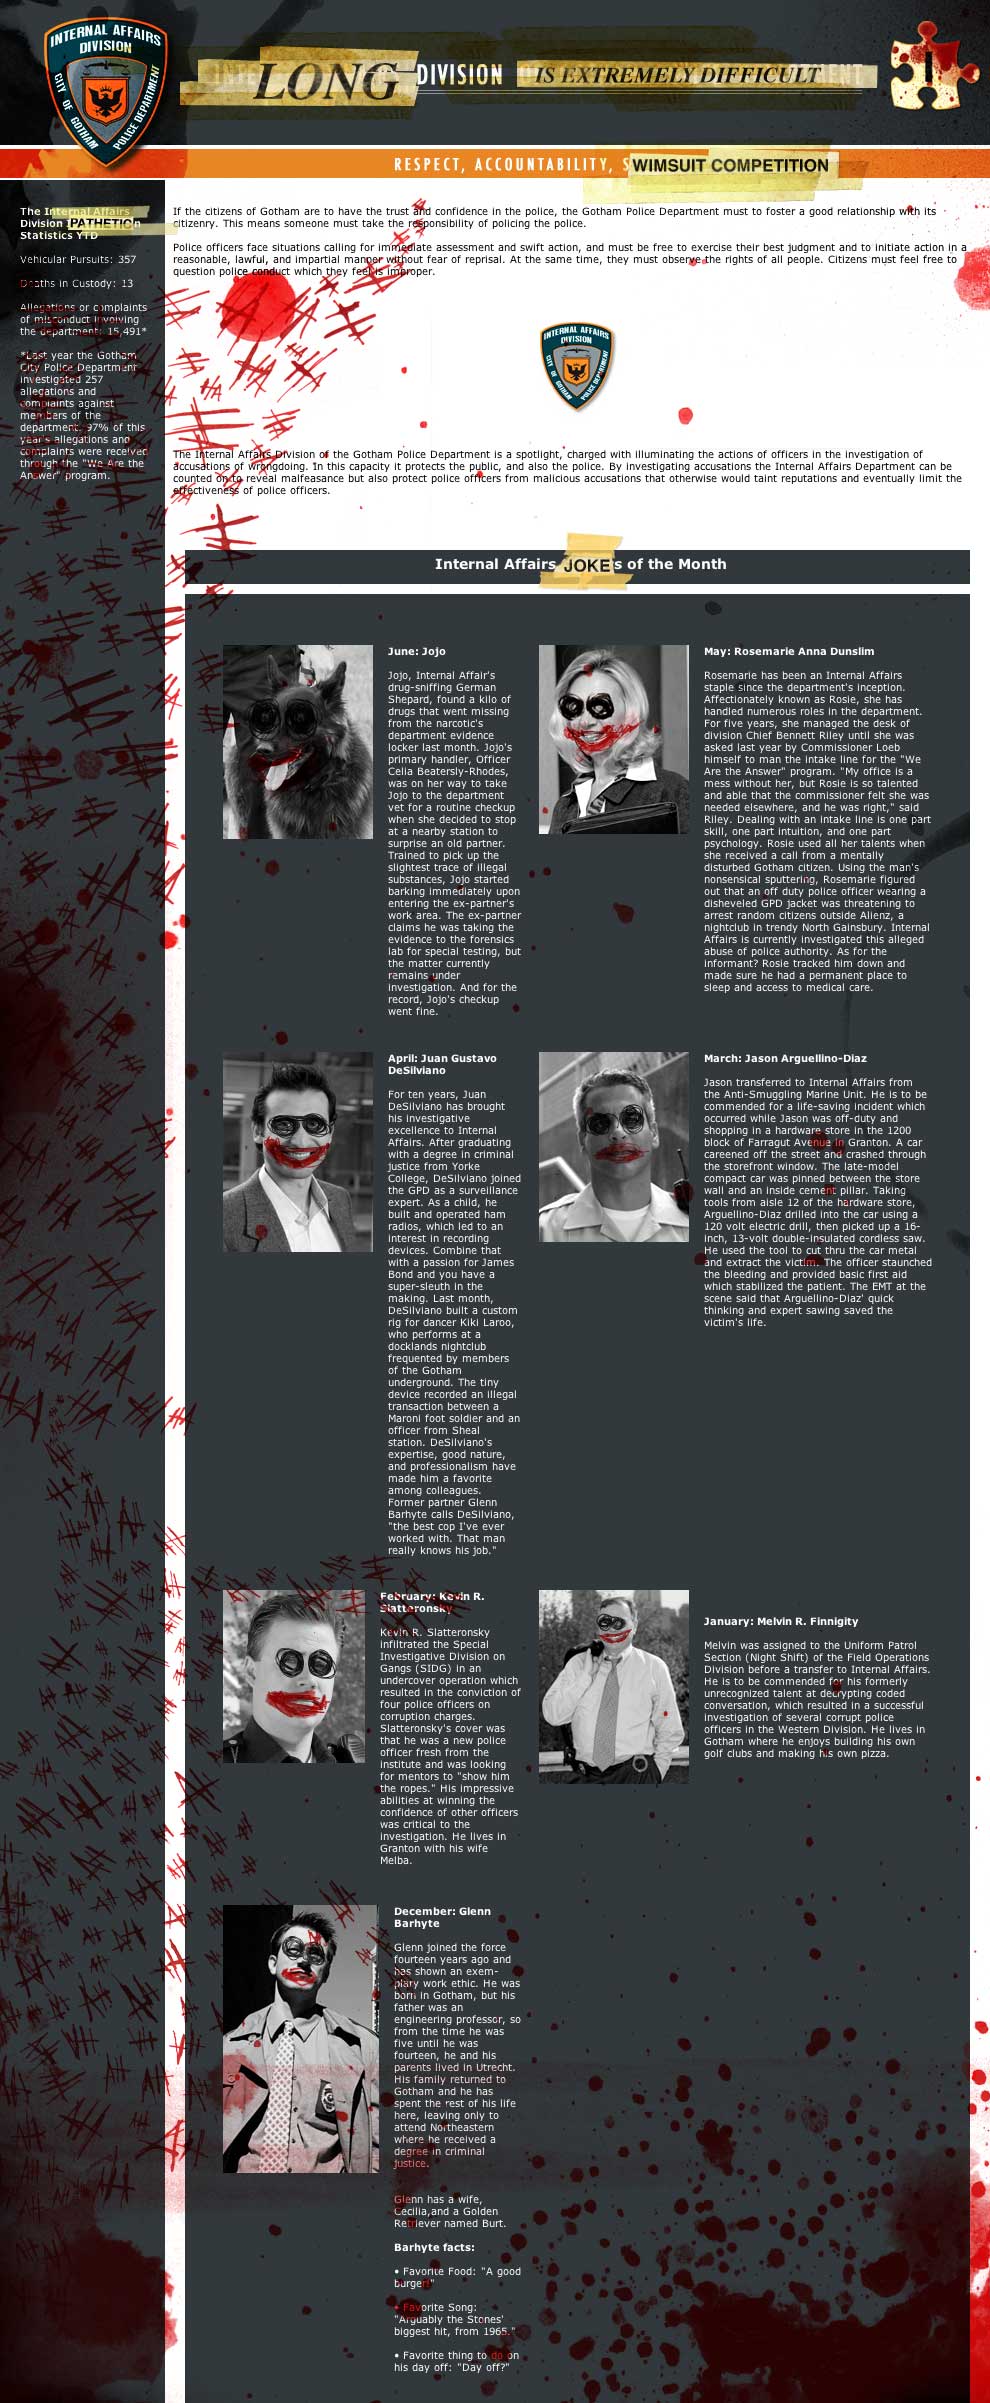 INTERNAL AFFAIRS
DIVISION
CITY OF GOTHAM
POLICE DEPARTMENT
LONG DIVISION IS EXTREMELY DIFFICULT
RESPECT, ACCOUNTABILITY, SWIMSUIT COMPETITION
The Internal Affairs
Division PATHETIC n
Statistics YTD
Vehicular Pursuits: 357
Deaths in Custody: 13
Allegations or complaints
of misconduct involving
the department: 15,491*
*Last year the Gotham
City Police Department
investigated 257
allegations and
complaints against
members of the
department. 97% of this
year's allegations and
complaints were received
through the "We Are the
Answer" program.
If the citizens of Gotham are to have the trust and confidence in the police, the Gotham Police Department must to foster a good relationship with its
citizenry. This means someone must take the responsibility of policing the police.
Police officers face situations calling for immediate assessment and swift action, and must be free to exercise their best judgment and to initiate action in a
reasonable, lawful, and impartial manner without fear of reprisal. At the same time, they must observe the rights of all people. Citizens must feel free to
question police conduct which they feel is improper.
INTERNAL AFFAIRS
DIVISION
CITY OF GOTHAM
POLICE DEPARTMENT
The Internal Affairs Division of the Gotham Police Department is a spotlight, charged with illuminating the actions of officers in the investigation of
accusations of wrongdoing. In this capacity it protects the public, and also the police. By investigating accusations the Internal Affairs Department can be
counted on to reveal malfeasance but also protect police officers from malicious accusations that otherwise would taint reputations and eventually limit the
effectiveness of police officers.
Internal Affairs JOKEs of the Month
June: Jojo
Jojo, Internal Affair's
drug-sniffing German
Shepard, found a kilo of
drugs that went missing
from the narcotic's
department evidence
locker last month. Jojo's
primary handler, Officer
Celia Beatersly-Rhodes,
was on her way to take
Jojo to the department
vet for a routine checkup
when she decided to stop
at a nearby station to
surprise an old partner.
Trained to pick up the
slightest trace of illegal
substances, Jojo started
barking immediately upon
entering the ex-partner's
work area. The ex-partner
claims he was taking the
evidence to the forensics
lab for special testing, but
the matter currently
remains under
investigation. And for the
record, Jojo's checkup
went fine.
May: Rosemarie Anna Dunslim
Rosemarie has been an Internal Affairs
staple since the department's inception.
Affectionately known as Rosie, she has
handled numerous roles in the department.
For five years, she managed the desk of
division Chief Bennett Riley until she was
asked last year by Commissioner Loeb
himself to man the intake line for the "We
Are the Answer" program. "My office is a
mess without her, but Rosie is so talented
and able that the commissioner felt she was
needed elsewhere, and he was right," said
Riley. Dealing with an intake line is one part
skill, one part intuition, and one part
psychology. Rosie used all her talents when
she received a call from a mentally
disturbed Gotham citizen. Using the man's
nonsensical sputtering, Rosemarie figured
out that an off duty police officer wearing a
disheveled GPD jacket was threatening to
arrest random citizens outside Alienz, a
nightclub in trendy North Gainsbury. Internal
Affairs is currently investigated this alleged
abuse of police authority. As for the
informant? Rosie tracked him down and
made sure he had a permanent place to
sleep and access to medical care.
April: Juan Gustavo
DeSilviano
For ten years, Juan
DeSilviano has brought
his investigative
excellence to Internal
Affairs. After graduating
with a degree in criminal
justice from Yorke
College, DeSilviano joined
the GPD as a surveillance
expert. As a child, he
built and operated ham
radios, which led to an
interest in recording
devices. Combine that
with a passion for James
Bond and you have a
super-sleuth in the
making. Last month,
DeSilviano built a custom
rig for dancer Kiki Laroo,
who performs at a
docklands nightclub
frequented by members
of the Gotham
underground. The tiny
device recorded an illegal
transaction between a
Maroni foot soldier and an
officer from Sheal
station. DeSilviano's
expertise, good nature,
and professionalism have
made him a favorite
among colleagues.
Former partner Glenn
Barhyte calls DeSilviano,
"the best cop I've ever
worked with. That man
really knows his job."
March: Jason Arguellino-Diaz
Jason transferred to Internal Affairs from
the Anti-Smuggling Marine Unit. He is to be
commended for a life-saving incident which
occurred while Jason was off-duty and
shopping in a hardware store in the 1200
block of Farragut Avenue in Granton. A car
careened off the street and crashed through
the storefront window. The late-model
compact car was pinned between the store
wall and an inside cement pillar. Taking
tools from aisle 12 of the hardware store,
Arguellino-Diaz drilled into the car using a
120 volt electric drill, then picked up a 16-
inch, 13-volt double-insulated cordless saw.
He used the tool to cut thru the car metal
and extract the victim. The officer staunched
the bleeding and provided basic first aid
which stabilized the patient. The EMT at the
scene said that Arguellino-Diaz' quick
thinking and expert sawing saved the
victim's life.
February: Kevin R.
Slatteronsky
Kevin R. Slatteronsky
infiltrated the Special
Investigative Division on
Gangs (SIDG) in an
undercover operation which
resulted in the conviction of
four police officers on
corruption charges.
Slatteronsky's cover was
that he was a new police
officer fresh from the
institute and was looking
for mentors to "show him
the ropes." His impressive
abilities at winning the
confidence of other officers
was critical to the
investigation. He lives in
Granton with his wife
Melba.
January: Melvin R. Finnigity
Melvin was assigned to the Uniform Patrol
Section (Night Shift) of the Field Operations
Division before a transfer to Internal Affairs.
He is to be commended for his formerly
unrecognized talent at decrypting coded
conversation, which resulted in a successful
investigation of several corrupt police
officers in the Western Division. He lives in
Gotham where he enjoys building his own
golf clubs and making his own pizza.
December: Glenn
Barhyte
Glenn joined the force
fourteen years ago and
has shown an exem-
plary work ethic. He was
born in Gotham, but his
father was an
engineering professor, so
from the time he was
five until he was
fourteen, he and his
parents lived in Utrecht.
His family returned to
Gotham and he has
spent the rest of his life
here, leaving only to
attend Northeastern
where he received a
degree in criminal
justice.
Glenn has a wife,
Cecilia,and a Golden
Retriever named Burt.
Barhyte facts:
• Favorite Food: "A good
burger"
• Favorite Song:
"Arguably the Stones'
biggest hit, from 1965."
• Favorite thing to do on
his day off: "Day off?"